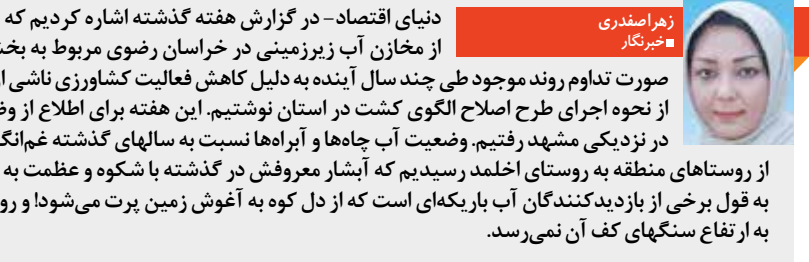 زهرا صفدری
■خبرنگار
دنیای اقتصاد- در گزارش هفته گذشته اشاره کردیم که
از مخازن آب زیرزمینی در خراسان رضوی مربوط به
صورت تداوم روند موجود طی چند سال آینده به دلیل کاهش فعالیت کشاورزی ناشی
از نحوه اجرای طرح اصلاح الگوی کشت در استان نوشتیم. این هفته برای اطلاع از
در نزدیکی مشهد رفتیم. وضعیت آب چاه‌ها و آبراه‌ها نسبت به سالهای گذشته
از روستاهای منطقه به روستای اخلمد رسیدیم که آبشار معروفش در گذشته با شکوه و عظمت به
به قول برخی از بازدیدکنندگان آب باریکه‌ای است که از دل کوه به آغوش زمین پرت می‌شود! و
به ارتفاع سنگهای کف آن نمی‌رسد.